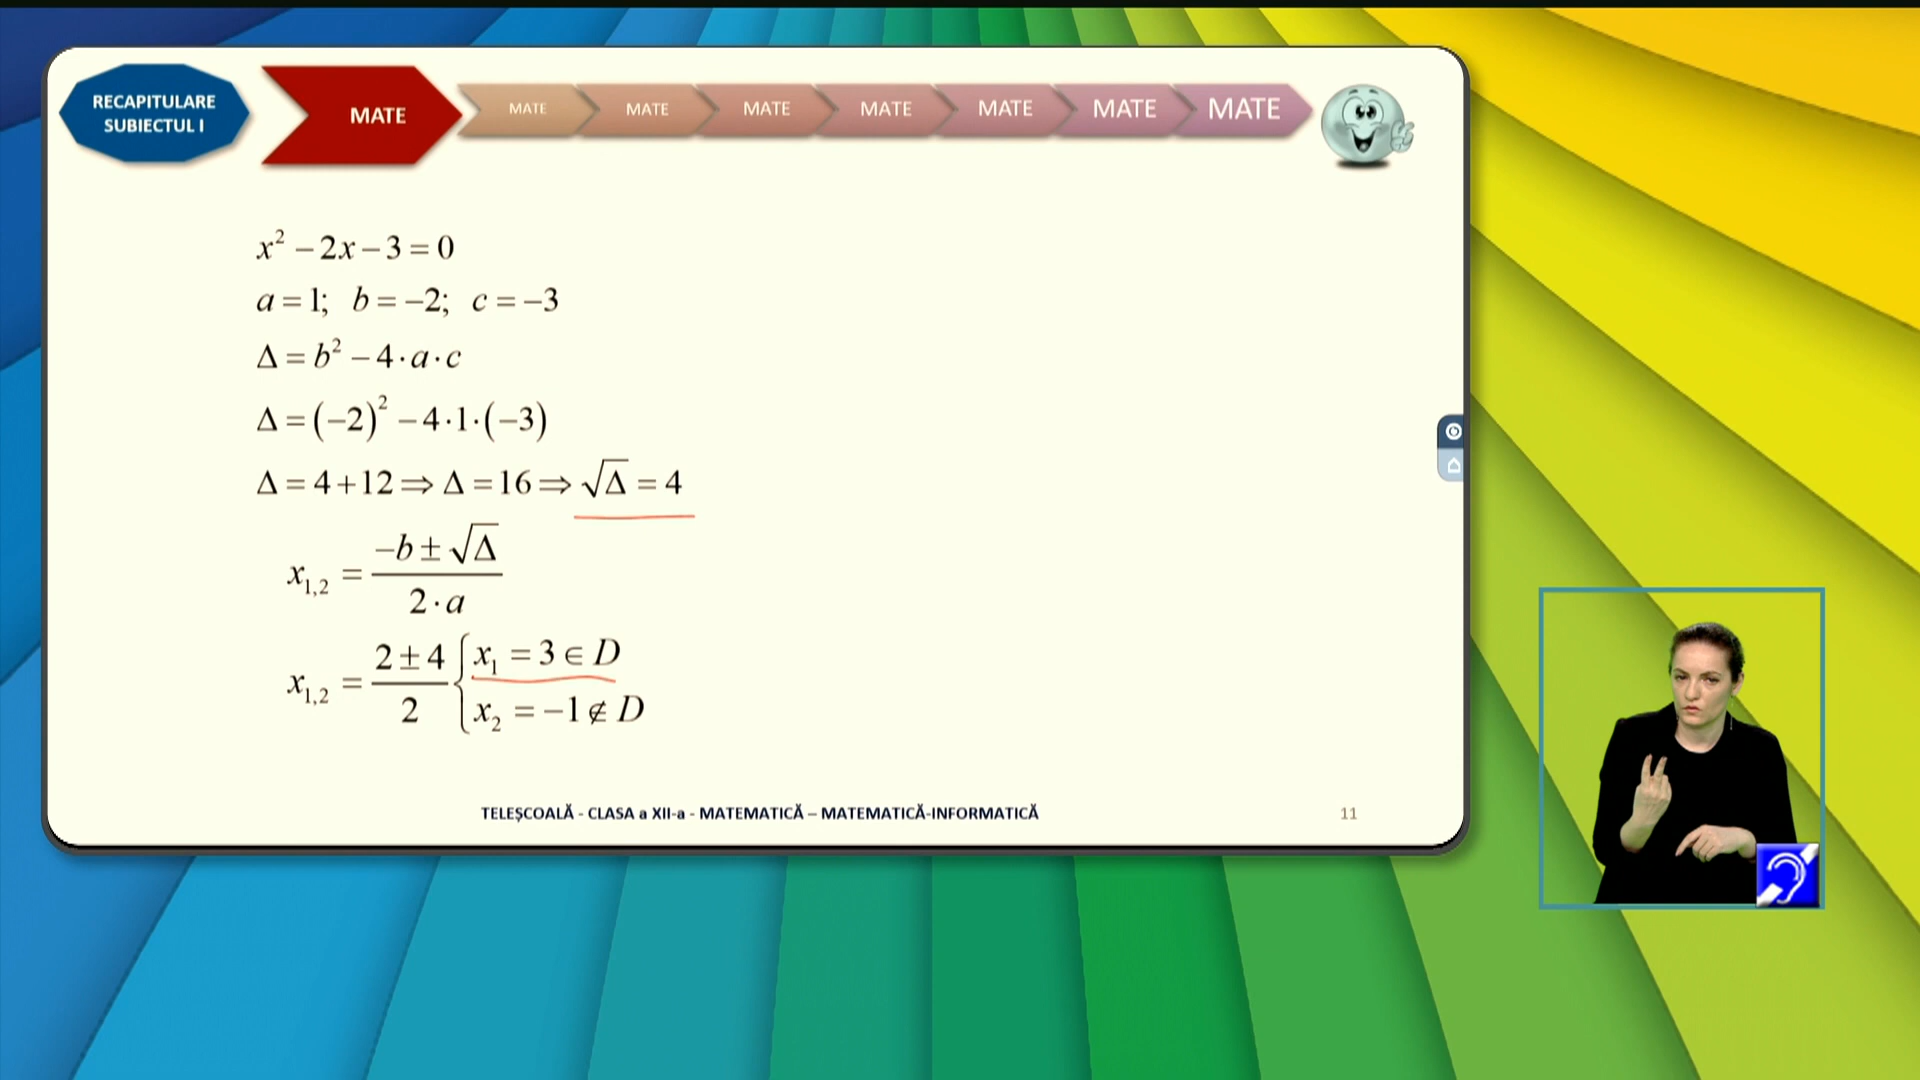 RECAPITULARE
SUBIECTUL I
MATE
MATE
MATE
MATE
MATE
MATE
MATE
MATE
x² − 2x − 3 = 0
a = 1; b = −2; c = −3
Δ = b² − 4·a·c
Δ = (−2)² − 4·1·(−3)
Δ = 4 + 12 ⇒ Δ = 16 ⇒ √Δ = 4
x₁,₂ = (−b ± √Δ) / (2·a)
x₁,₂ = (2 ± 4) / 2 { x₁ = 3 ∈ D
x₂ = −1 ∉ D
TELEȘCOALĂ - CLASA a XII-a - MATEMATICĂ – MATEMATICĂ-INFORMATICĂ
11